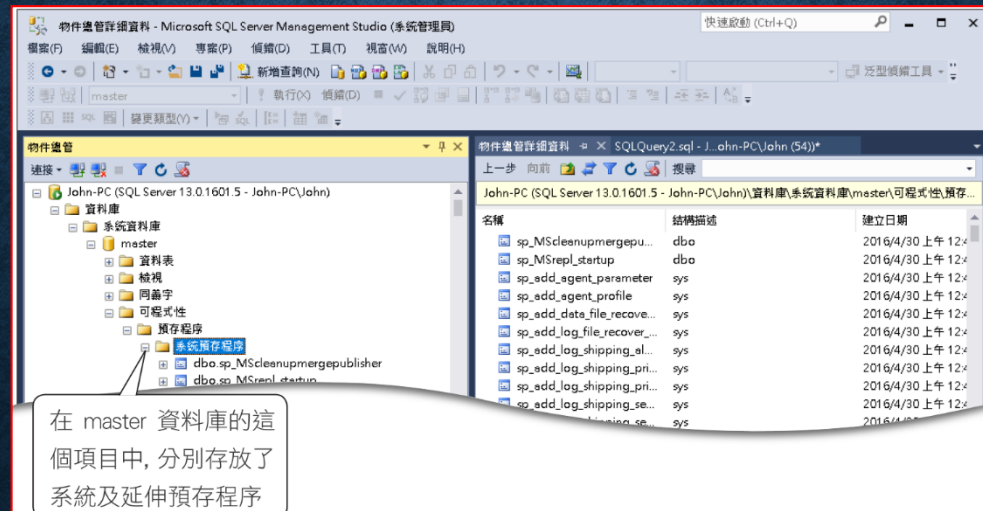 物件總管詳細資料 - Microsoft SQL Server Management Studio (系統管理員)
快速啟動 (Ctrl+Q)
檔案(F) 編輯(E) 檢視(V) 專案(P) 偵錯(D) 工具(T) 視窗(W) 說明(H)
新增查詢(N)
泛型偵錯工具
master
執行(X) 偵錯(D)
變更類型(Y)
物件總管
連接
John-PC (SQL Server 13.0.1601.5 - John-PC\John)
資料庫
系統資料庫
master
資料表
檢視
同義字
可程式性
預存程序
系統預存程序
dbo.sp_MScleanupmergepublisher
dbo.sp_MSrepl_startup
在 master 資料庫的這
個項目中, 分別存放了
系統及延伸預存程序
物件總管詳細資料 SQLQuery2.sql - J...ohn-PC\John (54))*
上一步 向前 搜尋
John-PC (SQL Server 13.0.1601.5 - John-PC\John)\資料庫\系統資料庫\master\可程式性\預存...
名稱 結構描述 建立日期
sp_MScleanupmergepu... dbo 2016/4/30 上午 12:4
sp_MSrepl_startup dbo 2016/4/30 上午 12:4
sp_add_agent_parameter sys 2016/4/30 上午 12:4
sp_add_agent_profile sys 2016/4/30 上午 12:4
sp_add_data_file_recove... sys 2016/4/30 上午 12:4
sp_add_log_file_recover_... sys 2016/4/30 上午 12:4
sp_add_log_shipping_al... sys 2016/4/30 上午 12:4
sp_add_log_shipping_pri... sys 2016/4/30 上午 12:4
sp_add_log_shipping_pri... sys 2016/4/30 上午 12:4
sp_add_log_shipping_se... sys 2016/4/30 上午 12:4
sys